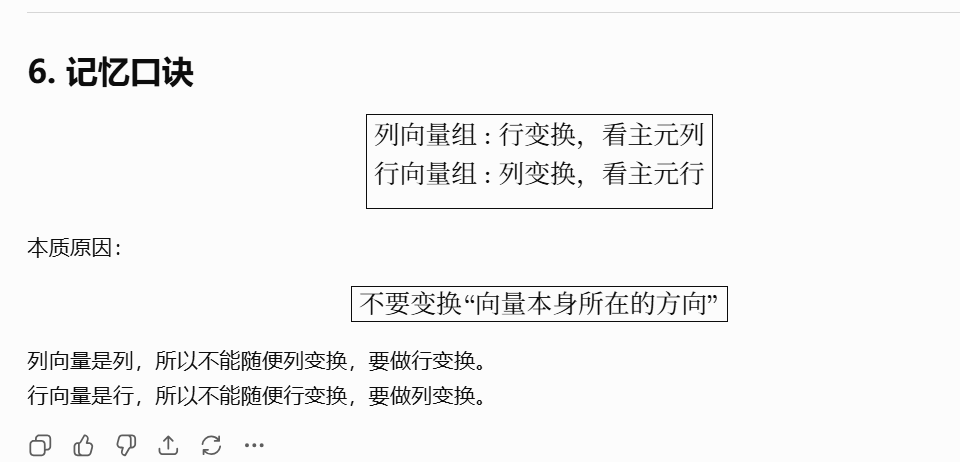 6. 记忆口诀
列向量组 : 行变换，看主元列
行向量组 : 列变换，看主元行
本质原因：
不要变换“向量本身所在的方向”
列向量是列，所以不能随便列变换，要做行变换。
行向量是行，所以不能随便行变换，要做列变换。